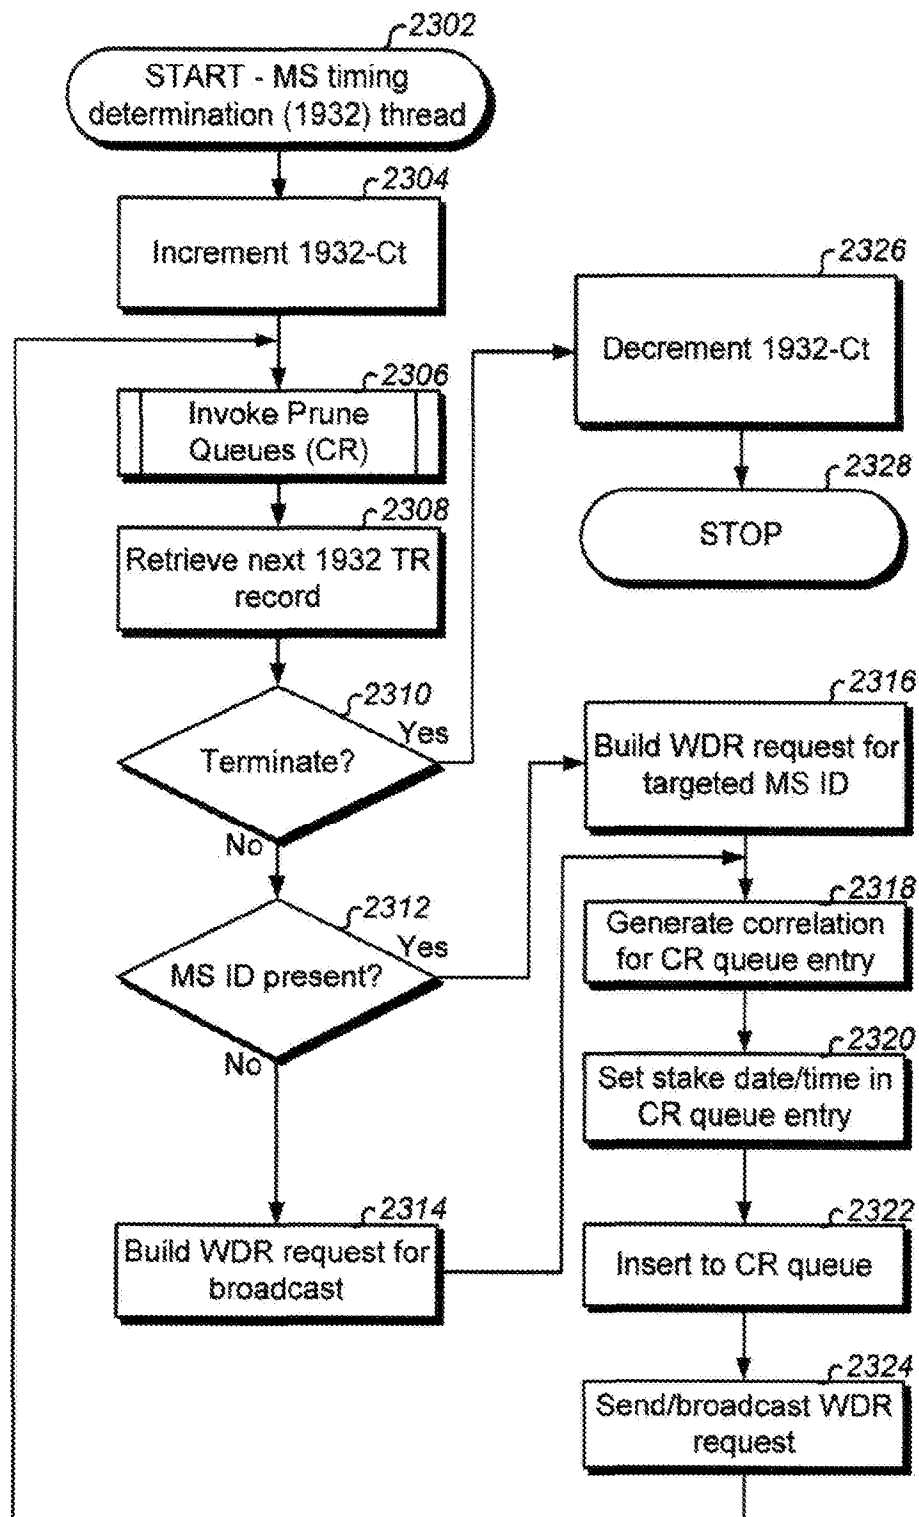 2302
START - MS timing
determination (1932) thread
2304
Increment 1932-Ct
2326
Decrement 1932-Ct
2306
Invoke Prune
Queues (CR)
2328
STOP
2308
Retrieve next 1932 TR
record
2310
Terminate?
Yes
No
2316
Build WDR request for
targeted MS ID
2312
MS ID present?
Yes
No
2318
Generate correlation
for CR queue entry
2320
Set stake date/time in
CR queue entry
2314
Build WDR request for
broadcast
2322
Insert to CR queue
2324
Send/broadcast WDR
request